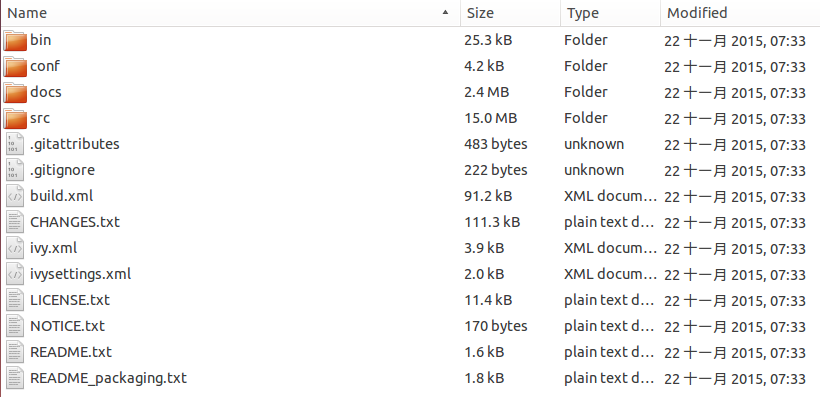 Name Size Type Modified
bin 25.3 kB Folder 22 十一月 2015, 07:33
conf 4.2 kB Folder 22 十一月 2015, 07:33
docs 2.4 MB Folder 22 十一月 2015, 07:33
src 15.0 MB Folder 22 十一月 2015, 07:33
.gitattributes 483 bytes unknown 22 十一月 2015, 07:33
.gitignore 222 bytes unknown 22 十一月 2015, 07:33
build.xml 91.2 kB XML docum... 22 十一月 2015, 07:33
CHANGES.txt 111.3 kB plain text d... 22 十一月 2015, 07:33
ivy.xml 3.9 kB XML docum... 22 十一月 2015, 07:33
ivysettings.xml 2.0 kB XML docum... 22 十一月 2015, 07:33
LICENSE.txt 11.4 kB plain text d... 22 十一月 2015, 07:33
NOTICE.txt 170 bytes plain text d... 22 十一月 2015, 07:33
README.txt 1.6 kB plain text d... 22 十一月 2015, 07:33
README_packaging.txt 1.8 kB plain text d... 22 十一月 2015, 07:33